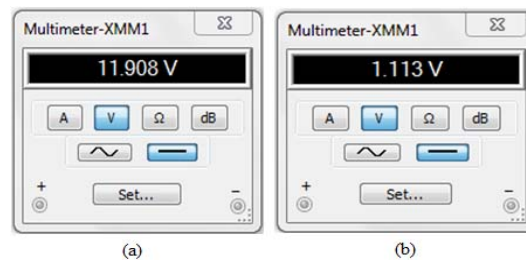 Multimeter-XMM1
11.908 V
A V Ω dB
+ Set... –
(a)
Multimeter-XMM1
1.113 V
A V Ω dB
+ Set... –
(b)